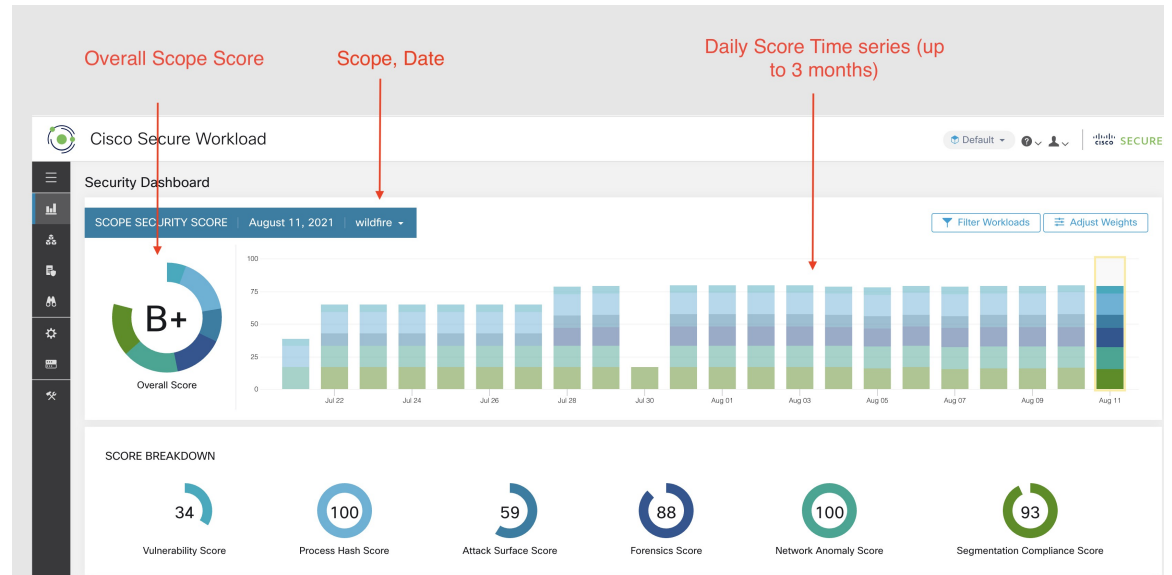 Overall Scope Score
Scope, Date
Daily Score Time series (up
to 3 months)
Cisco Secure Workload
Default
cisco SECURE
Security Dashboard
SCOPE SECURITY SCORE | August 11, 2021 | wildfire
Filter Workloads
Adjust Weights
B+
Overall Score
100
75
50
25
0
Jul 22 Jul 24 Jul 26 Jul 28 Jul 30 Aug 01 Aug 03 Aug 05 Aug 07 Aug 09 Aug 11
SCORE BREAKDOWN
34 100 59 88 100 93
Vulnerability Score Process Hash Score Attack Surface Score Forensics Score Network Anomaly Score Segmentation Compliance Score